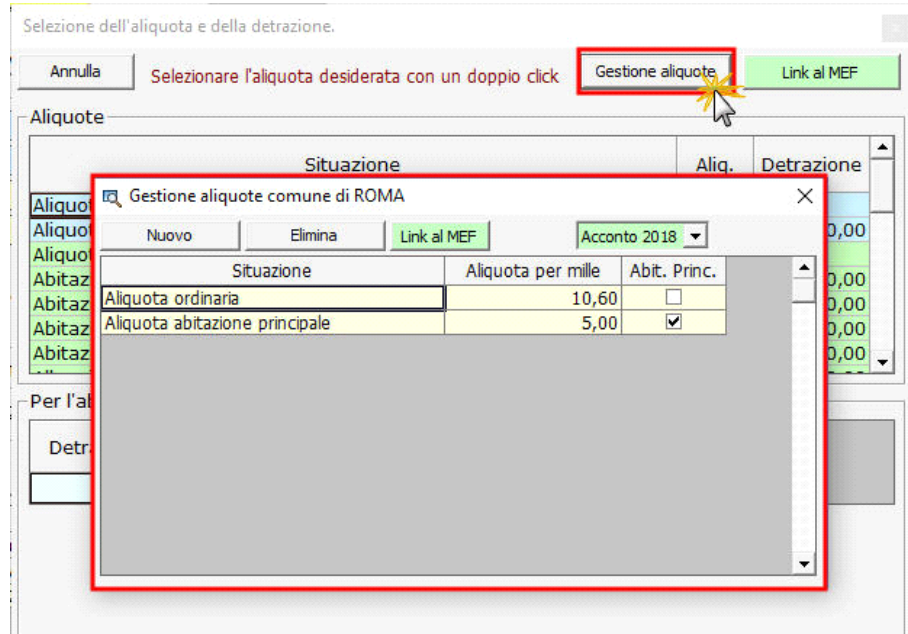 Selezione dell'aliquota e della detrazione.
Annulla Selezionare l'aliquota desiderata con un doppio click Gestione aliquote Link al MEF
Aliquote
Situazione Aliq. Detrazione
Gestione aliquote comune di ROMA
Nuovo Elimina Link al MEF Acconto 2018
Situazione Aliquota per mille Abit. Princ.
Aliquota ordinaria 10,60
Aliquota abitazione principale 5,00